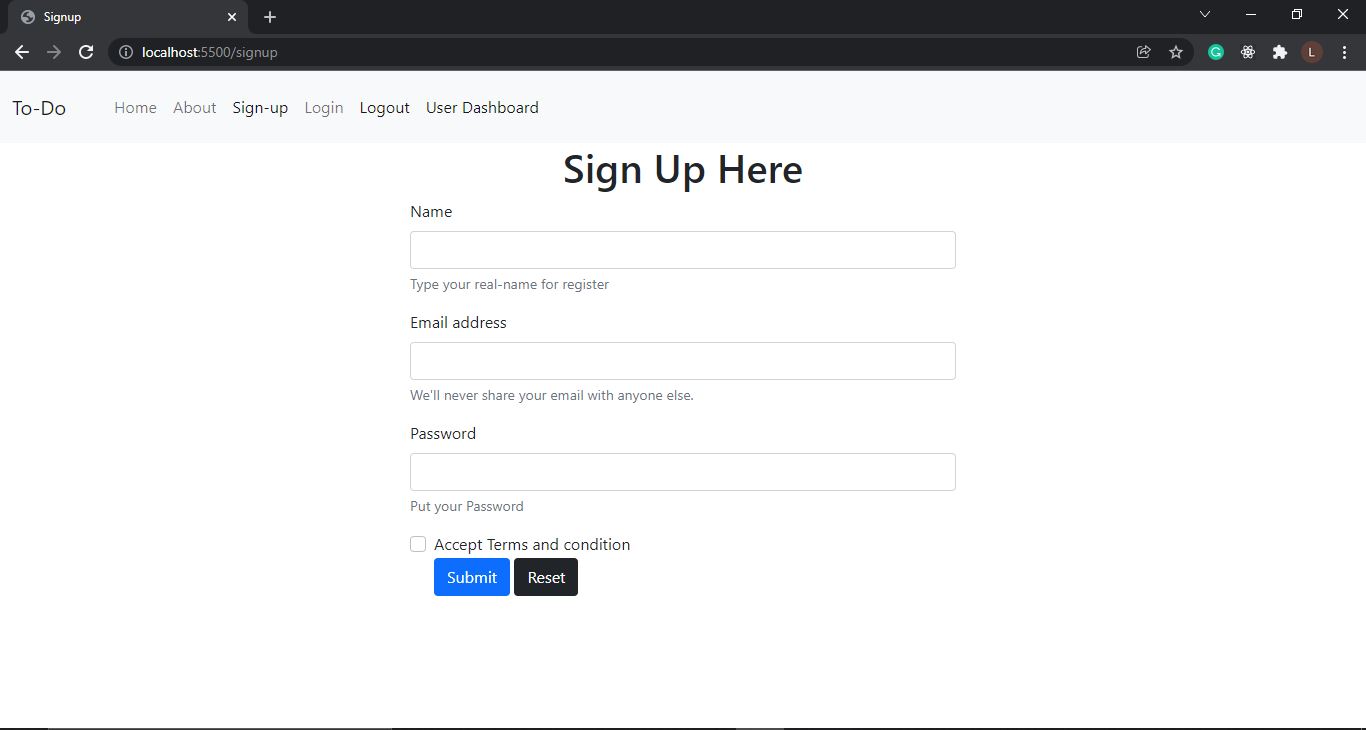 Signup
localhost:5500/signup
G
L
To-Do Home About Sign-up Login Logout User Dashboard
Sign Up Here
Name
Type your real-name for register
Email address
We'll never share your email with anyone else.
Password
Put your Password
Accept Terms and condition
Submit Reset